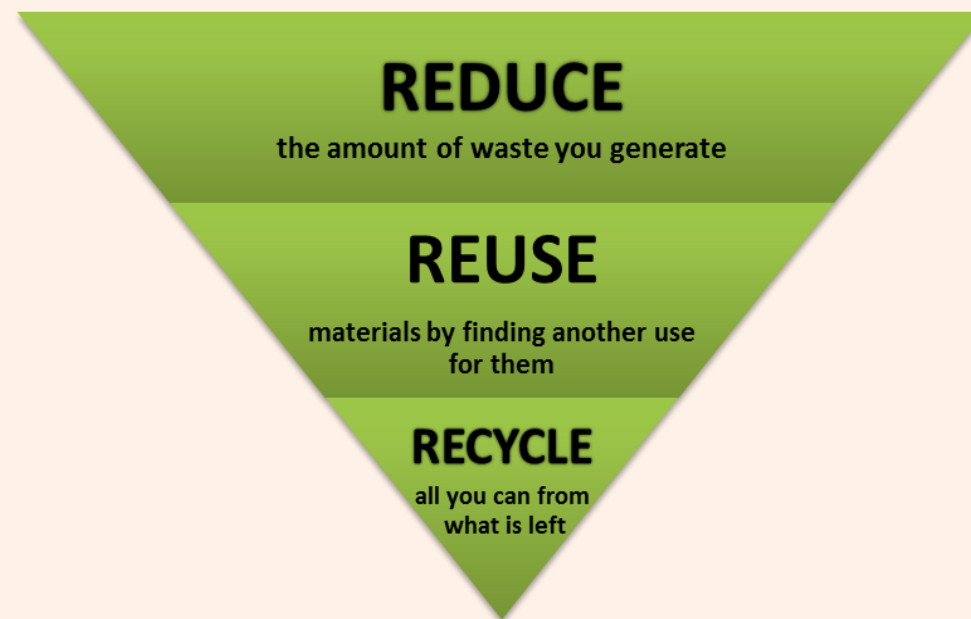 REDUCE
the amount of waste you generate
REUSE
materials by finding another use
for them
RECYCLE
all you can from
what is left